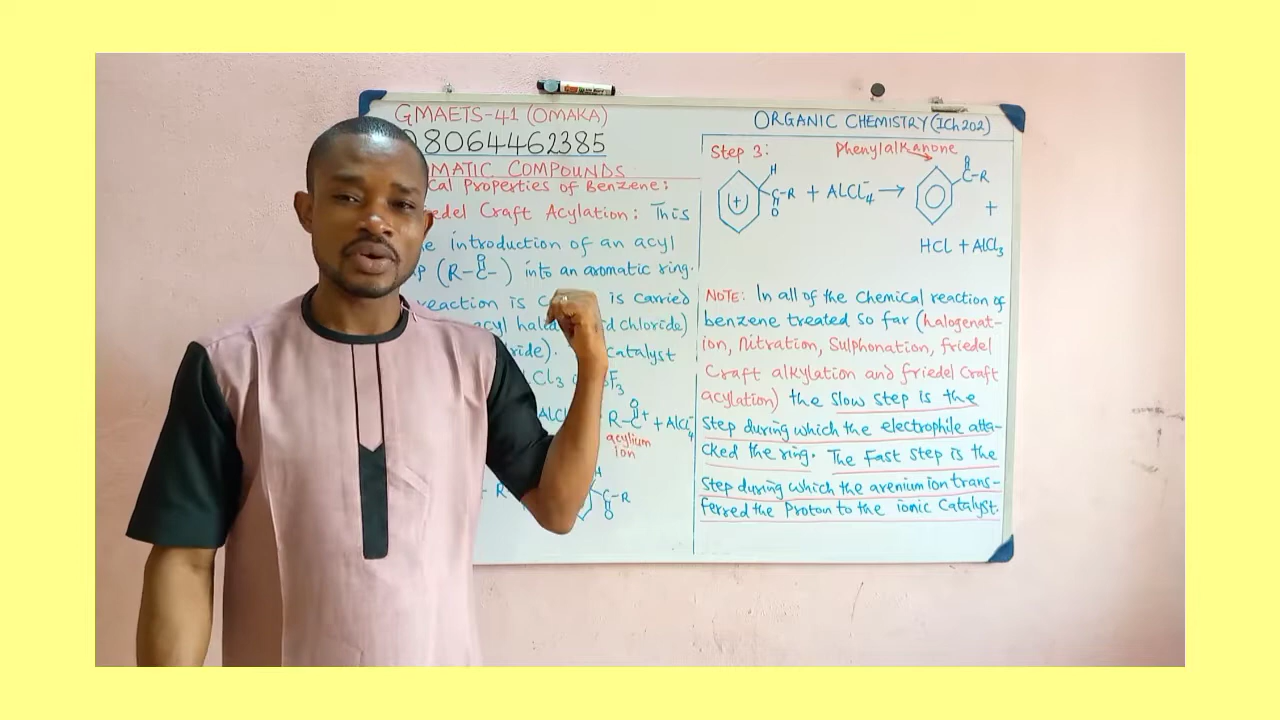 GMAETS-41 (OMAKA)
8064462385
MATIC COMPOUNDS
cal Properties of Benzene:
edel Craft Acylation: This
e introduction of an acyl
p (R-C-) into an aromatic ring.
O
reaction is c is carried
acyl hal id chloride)
ride). catalyst
Cl3 F3
AlCl R-C+ + AlCl4-
O
acylium
ion
R
H
C-R
O
ORGANIC CHEMISTRY (ICh202)
Step 3: Phenylalkanone
H
C-R + ALCL4- → C-R
O
O
+
HCl + AlCl3
NOTE: In all of the Chemical reaction of
benzene treated so far (halogenat-
ion, Nitration, Sulphonation, friedel
Craft alkylation and friedel Craft
acylation) the slow step is the
Step during which the electrophile atta-
cked the ring. The Fast step is the
Step during which the arenium ion trans-
ferred the Proton to the ionic Catalyst.